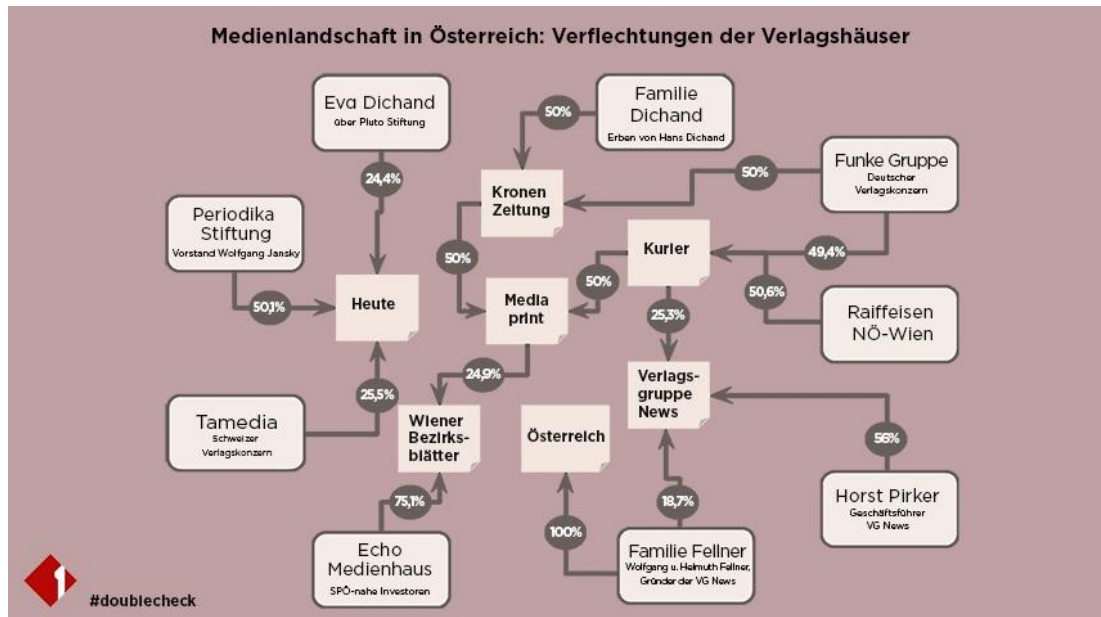 Medienlandschaft in Österreich: Verflechtungen der Verlagshäuser
Eva Dichand
über Pluto Stiftung
24,4%
Familie
Dichand
Erben von Hans Dichand
50%
Funke Gruppe
Deutscher
Verlagskonzern
50%
49,4%
Periodika
Stiftung
Vorstand Wolfgang Jansky
50,1%
Kronen
Zeitung
50%
Kurier
50%
50,6%
Raiffeisen
NÖ-Wien
Heute
Media
print
25,3%
24,9%
25,5%
Tamedia
Schweizer
Verlagskonzern
Wiener
Bezirks-
blätter
Österreich
Verlags-
gruppe
News
56%
Horst Pirker
Geschäftsführer
VG News
75,1%
Echo
Medienhaus
SPÖ-nahe Investoren
100%
18,7%
Familie Fellner
Wolfgang u. Helmuth Fellner,
Gründer der VG News
1
#doublecheck